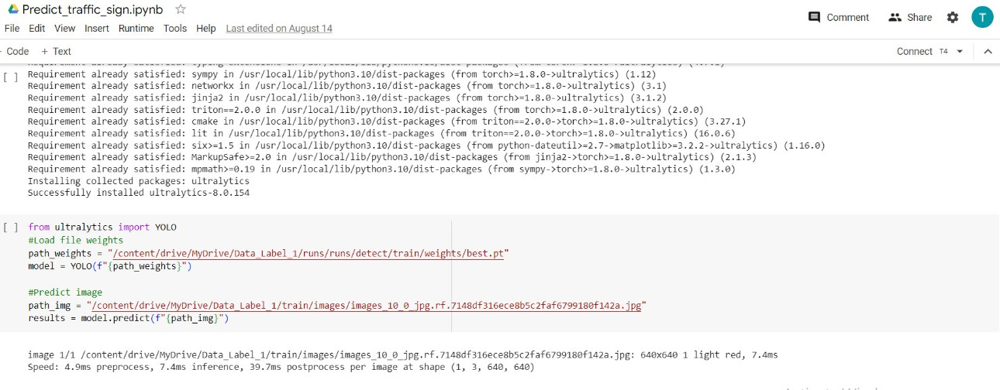 Predict_traffic_sign.ipynb
Comment Share T
File Edit View Insert Runtime Tools Help Last edited on August 14
Code + Text
Connect T4
[ ] Requirement already satisfied: sympy in /usr/local/lib/python3.10/dist-packages (from torch>=1.8.0->ultralytics) (1.12)
Requirement already satisfied: networkx in /usr/local/lib/python3.10/dist-packages (from torch>=1.8.0->ultralytics) (3.1)
Requirement already satisfied: jinja2 in /usr/local/lib/python3.10/dist-packages (from torch>=1.8.0->ultralytics) (3.1.2)
Requirement already satisfied: triton==2.0.0 in /usr/local/lib/python3.10/dist-packages (from torch>=1.8.0->ultralytics) (2.0.0)
Requirement already satisfied: cmake in /usr/local/lib/python3.10/dist-packages (from triton==2.0.0->torch>=1.8.0->ultralytics) (3.27.1)
Requirement already satisfied: lit in /usr/local/lib/python3.10/dist-packages (from triton==2.0.0->torch>=1.8.0->ultralytics) (16.0.6)
Requirement already satisfied: six>=1.5 in /usr/local/lib/python3.10/dist-packages (from python-dateutil>=2.7->matplotlib>=3.2.2->ultralytics) (1.16.0)
Requirement already satisfied: MarkupSafe>=2.0 in /usr/local/lib/python3.10/dist-packages (from jinja2->torch>=1.8.0->ultralytics) (2.1.3)
Requirement already satisfied: mpmath>=0.19 in /usr/local/lib/python3.10/dist-packages (from sympy->torch>=1.8.0->ultralytics) (1.3.0)
Installing collected packages: ultralytics
Successfully installed ultralytics-8.0.154
[ ] from ultralytics import YOLO
#Load file weights
path_weights = "/content/drive/MyDrive/Data_Label_1/runs/runs/detect/train/weights/best.pt"
model = YOLO(f"{path_weights}")
#Predict image
path_img = "/content/drive/MyDrive/Data_Label_1/train/images/images_10_0_jpg.rf.7148df316ece8b5c2faf6799180f142a.jpg"
results = model.predict(f"{path_img}")
image 1/1 /content/drive/MyDrive/Data_Label_1/train/images/images_10_0_jpg.rf.7148df316ece8b5c2faf6799180f142a.jpg: 640x640 1 light red, 7.4ms
Speed: 4.9ms preprocess, 7.4ms inference, 39.7ms postprocess per image at shape (1, 3, 640, 640)